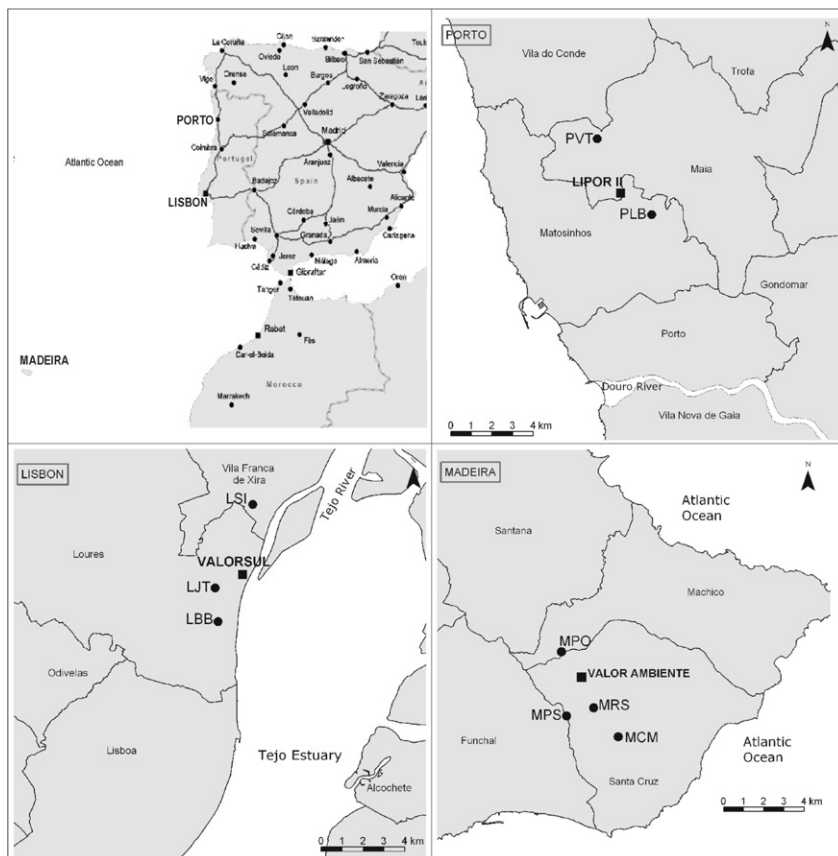 La Coruña
Gijon
Oviedo
Santander
Bilbao
San Sebastián
Toulo
Vigo
Orense
Leon
Burgos
Logroño
Zaragoza
Valladolid
PORTO
Salamanca
Madrid
Coimbra
Portugal
Aranjuez
Atlantic Ocean
Spain
Valencia
Badajoz
Albacete
LISBON
Alicante
Córdoba
Jaén
Murcia
Sevilla
Granada
Cartagena
Huelva
Jerez
Málaga
Almería
Cádiz
Gibraltar
Oran
Tanger
Tetouan
Rabat
Fès
Dar-el-Beida
MADEIRA
Morocco
Marrakech
PORTO
N
Vila do Conde
Trofa
PVT
Maia
LIPOR II
PLB
Matosinhos
Gondomar
Porto
Douro River
Vila Nova de Gaia
0 1 2 3 4 km
LISBON
Vila Franca
de Xira
LSI
Tejo River
Loures
VALORSUL
LJT
LBB
Odivelas
Lisboa
Tejo Estuary
Alcochete
0 1 2 3 4 km
MADEIRA
N
Atlantic
Ocean
Santana
Machico
MPO
VALOR AMBIENTE
MRS
MPS
MCM
Funchal
Atlantic
Ocean
Santa Cruz
0 1 2 3 4 km